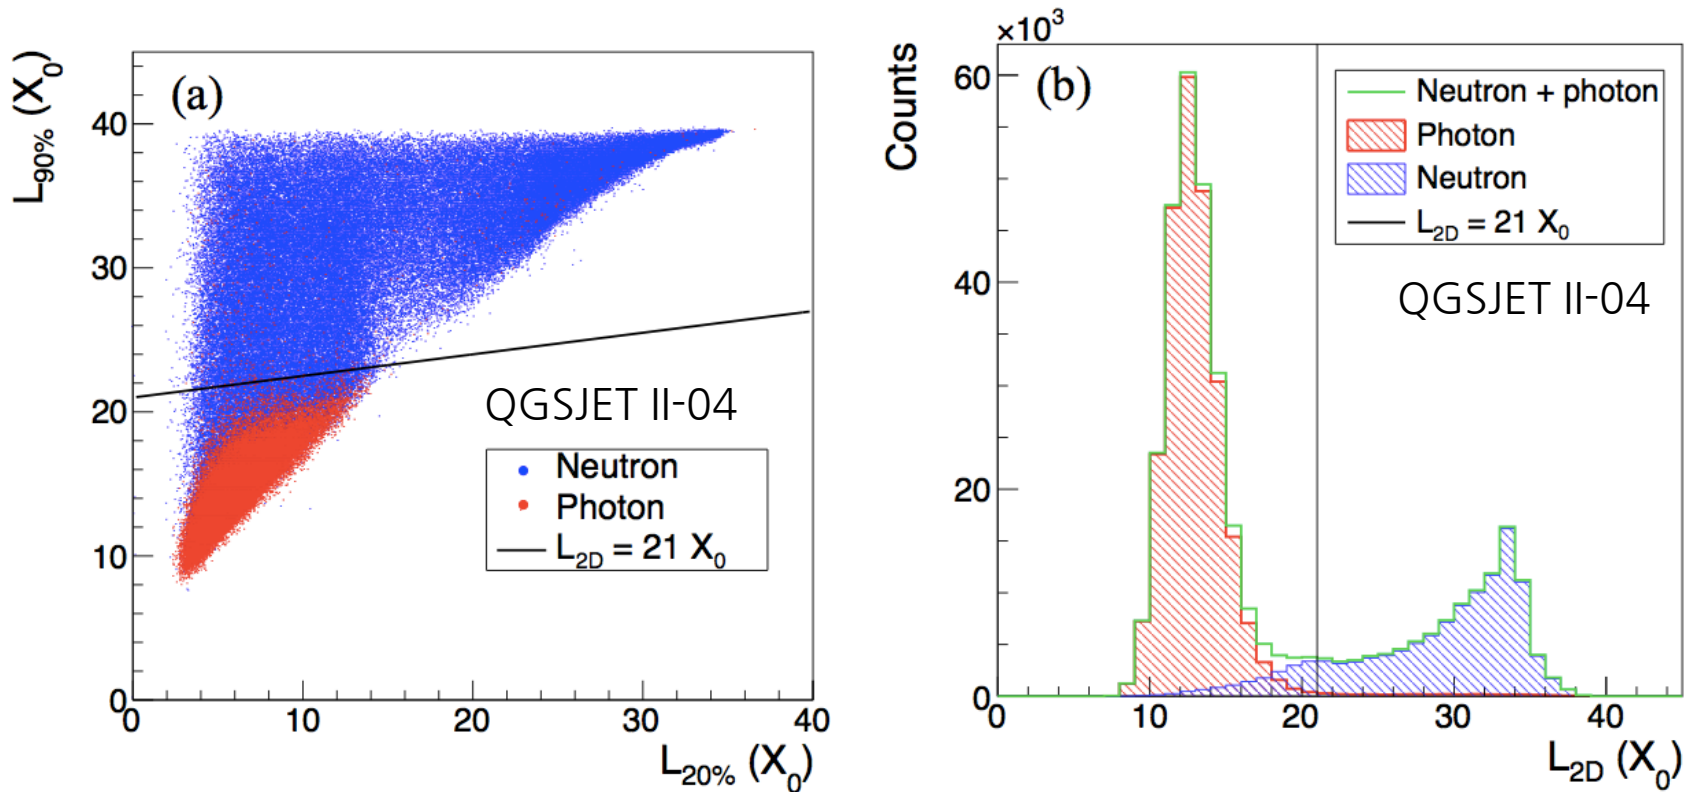 (a)
L90% (X0)
40
30
20
10
0
0
10
20
30
40
L20% (X0)
QGSJET II-04
Neutron
Photon
L2D = 21 X0
×10³
(b)
Counts
60
40
20
0
0
10
20
30
40
L2D (X0)
Neutron + photon
Photon
Neutron
L2D = 21 X0
QGSJET II-04